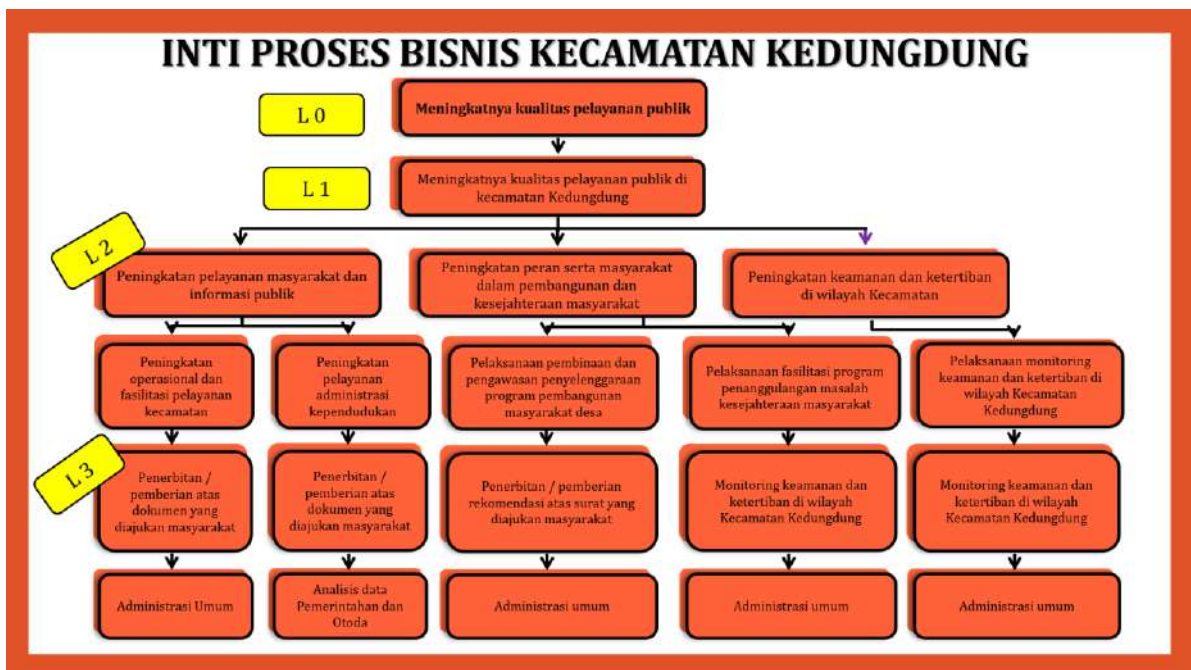 INTI PROSES BISNIS KECAMATAN KEDUNGDUNG
L 0
Meningkatnya kualitas pelayanan publik
L 1
Meningkatnya kualitas pelayanan publik di
kecamatan Kedungdung
L 2
Peningkatan pelayanan masyarakat dan
informasi publik
Peningkatan peran serta masyarakat
dalam pembangunan dan
kesejahteraan masyarakat
Peningkatan keamanan dan ketertiban
di wilayah Kecamatan
Peningkatan
operasional dan
fasilitasi pelayanan
kecamatan
Peningkatan
pelayanan
administrasi
kependudukan
Pelaksanaan pembinaan dan
pengawasan penyelenggaraan
program pembangunan
masyarakat desa
Pelaksanaan fasilitasi program
penanggulangan masalah
kesejahteraan masyarakat
Pelaksanaan monitoring
keamanan dan ketertiban di
wilayah Kecamatan
Kedungdung
L 3
Penerbitan /
pemberian atas
dokumen yang
diajukan masyarakat
Penerbitan /
pemberian atas
dokumen yang
diajukan masyarakat
Penerbitan / pemberian
rekomendasi atas surat yang
diajukan masyarakat
Monitoring keamanan dan
ketertiban di wilayah
Kecamatan Kedungdung
Monitoring keamanan dan
ketertiban di wilayah
Kecamatan Kedungdung
Administrasi Umum
Analisis data
Pemerintahan dan
Otoda
Administrasi umum
Administrasi umum
Administrasi umum